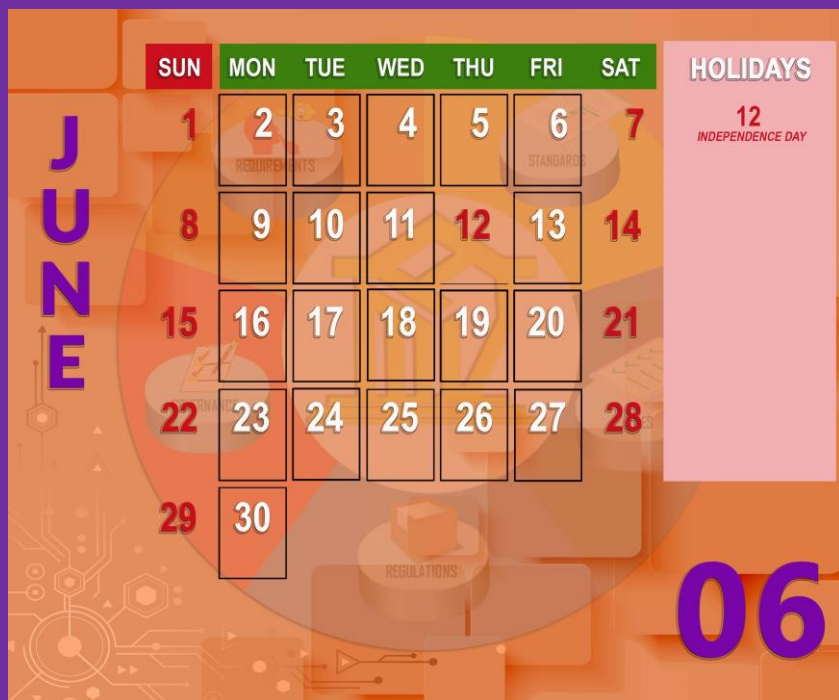 SUN MON TUE WED THU FRI SAT
HOLIDAYS
12
INDEPENDENCE DAY
JUNE
1 2 3 4 5 6 7
REQUIREMENTS
STANDARDS
8 9 10 11 12 13 14
15 16 17 18 19 20 21
22 23 24 25 26 27 28
29 30
REGULATIONS
06